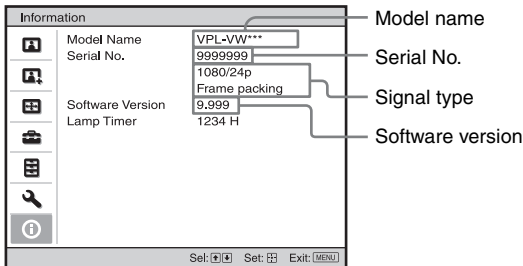 Information
Model Name VPL-VW***
Serial No. 9999999
1080/24p
Frame packing
Software Version 9.999
Lamp Timer 1234 H
Sel: Set: Exit: MENU
Model name
Serial No.
Signal type
Software version